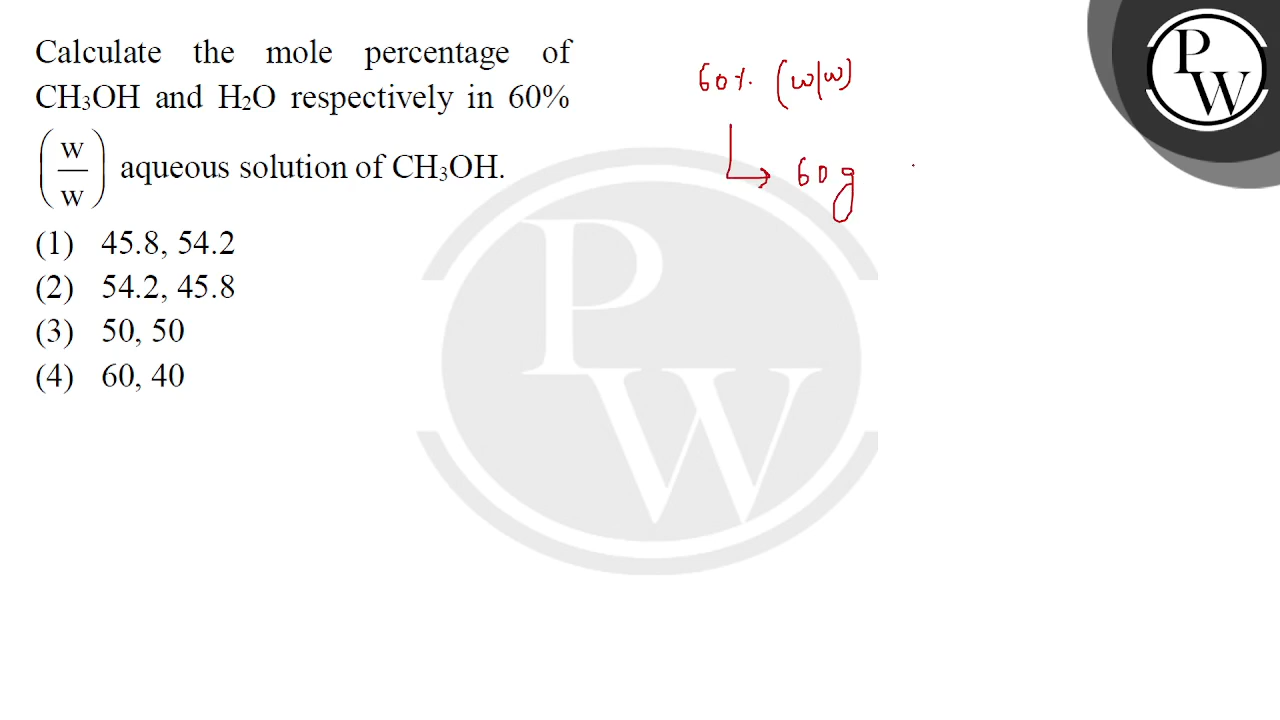 Calculate the mole percentage of
CH₃OH and H₂O respectively in 60%
(w/w) aqueous solution of CH₃OH.
(1) 45.8, 54.2
(2) 54.2, 45.8
(3) 50, 50
(4) 60, 40
60%. (w/w)
60g
P
W
P
W